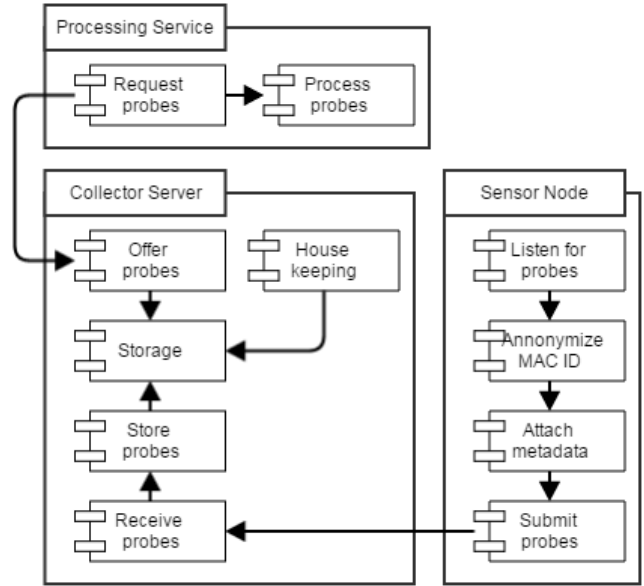 Processing Service
Request
probes
Process
probes
Collector Server
Offer
probes
House
keeping
Storage
Store
probes
Receive
probes
Sensor Node
Listen for
probes
Annonymize
MAC ID
Attach
metadata
Submit
probes